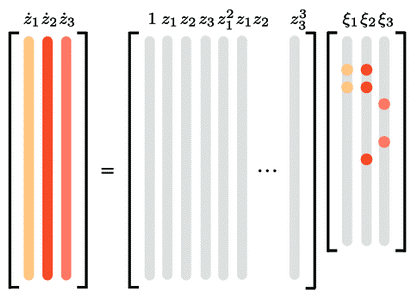 ż₁ ż₂ ż₃ 1 z₁ z₂ z₃ z₁² z₁z₂ z₃³ ξ₁ ξ₂ ξ₃
= ...